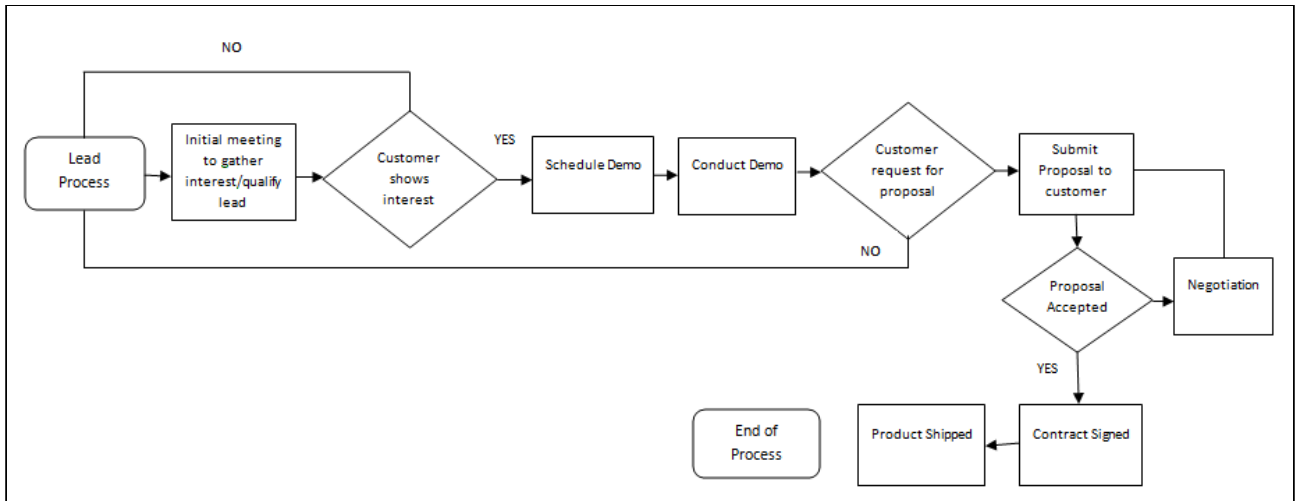 NO
Lead
Process
Initial meeting
to gather
interest/qualify
lead
Customer
shows
interest
YES
Schedule Demo
Conduct Demo
Customer
request for
proposal
NO
Submit
Proposal to
customer
Proposal
Accepted
Negotiation
YES
Contract Signed
Product Shipped
End of
Process